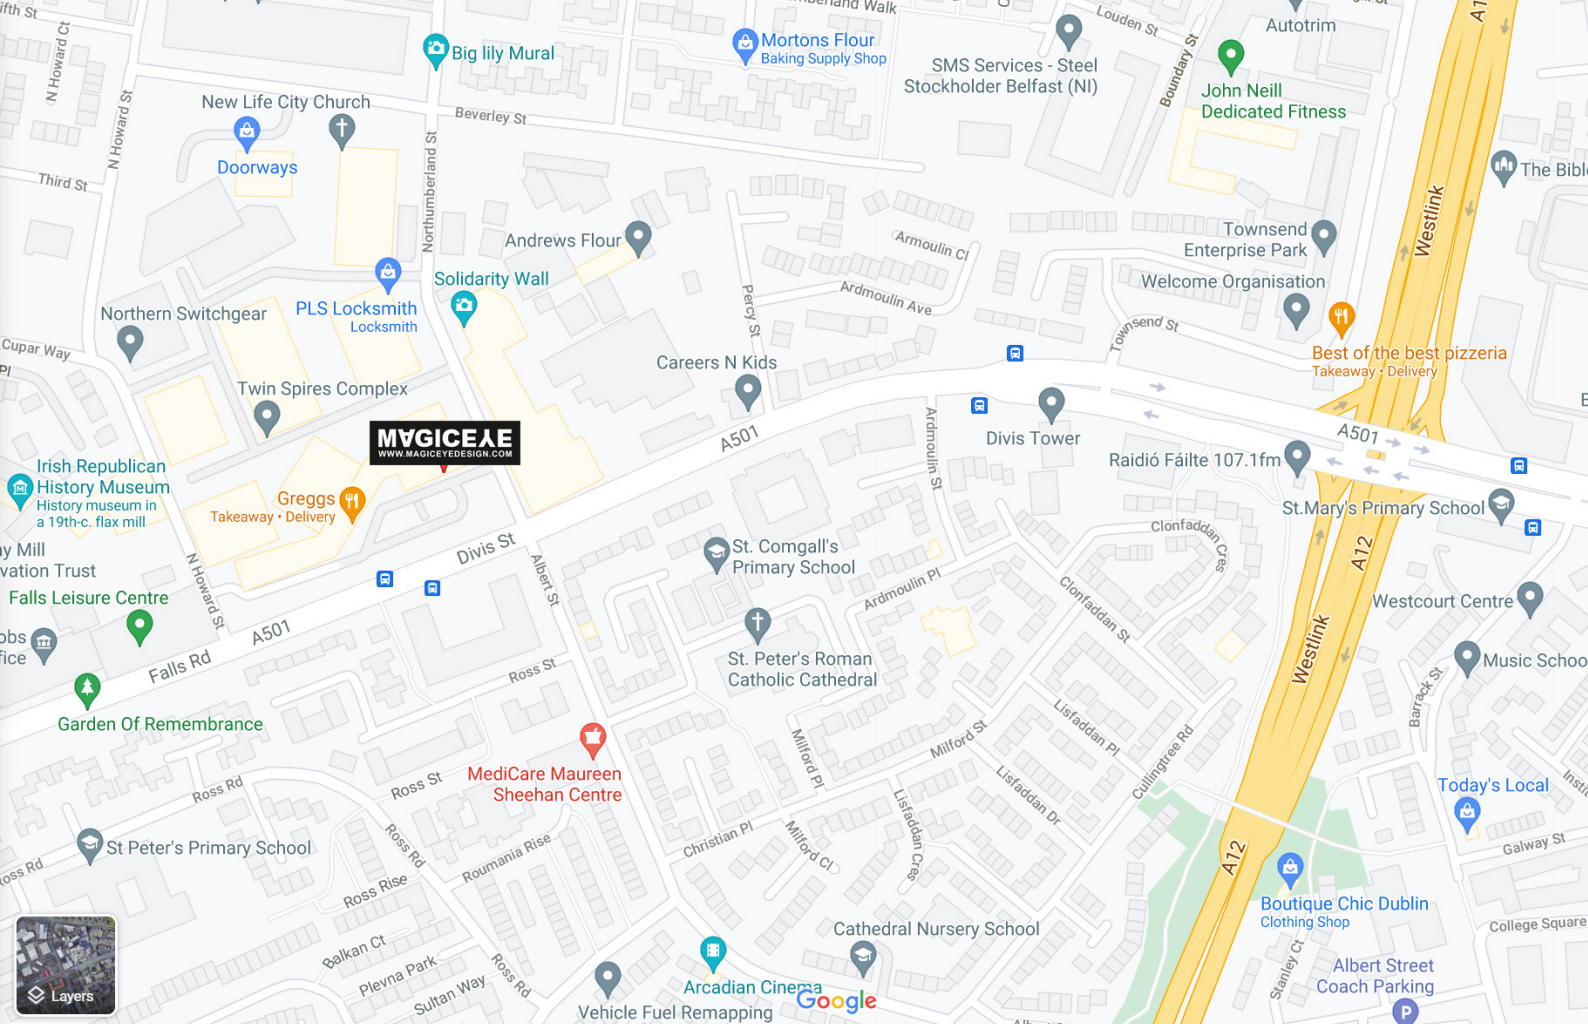 Fifth St
N Howard Ct
Big lily Mural
Mortons Flour
Baking Supply Shop
Northumberland Walk
Louden St
Autotrim
SMS Services - Steel
Stockholder Belfast (NI)
Boundary St
John Neill
Dedicated Fitness
New Life City Church
N Howard St
Doorways
Beverley St
Northumberland St
Third St
Westlink
The Bible
Andrews Flour
Armoulin Cl
Townsend
Enterprise Park
Welcome Organisation
Solidarity Wall
Northern Switchgear
PLS Locksmith
Locksmith
Percy St
Ardmoulin Ave
Townsend St
Cupar Way
Pl
Careers N Kids
Best of the best pizzeria
Takeaway • Delivery
Twin Spires Complex
MAGICEYE
WWW.MAGICEYEDESIGN.COM
A501
Ardmoulin St
Divis Tower
A501
Raidió Fáilte 107.1fm
Irish Republican
History Museum
History museum in
a 19th-c. flax mill
Greggs
Takeaway • Delivery
St.Mary's Primary School
Divis St
Clonfaddan Cres
A12
St. Comgall's
Primary School
N Howard St
Albert St
Ardmoulin Pl
Clonfaddan St
Westcourt Centre
vation Trust
Falls Leisure Centre
A501
Falls Rd
Westlink
Ross St
St. Peter's Roman
Catholic Cathedral
Music Schoo
Barrack St
Garden Of Remembrance
Milford Pl
Milford St
Lisfaddan Pl
Cullingtree Rd
MediCare Maureen
Sheehan Centre
Ross St
Ross Rd
Lisfaddan Dr
Today's Local
Insti
St Peter's Primary School
Ross Rd
Roumania Rise
Christian Pl
Milford Cl
Lisfaddan Cres
A12
Galway St
Ross Rd
Ross Rise
Boutique Chic Dublin
Clothing Shop
Cathedral Nursery School
College Square
Balkan Ct
Plevna Park
Sultan Way
Ross Rd
Arcadian Cinema
Google
Vehicle Fuel Remapping
Stanley Ct
Albert Street
Coach Parking
P
Layers